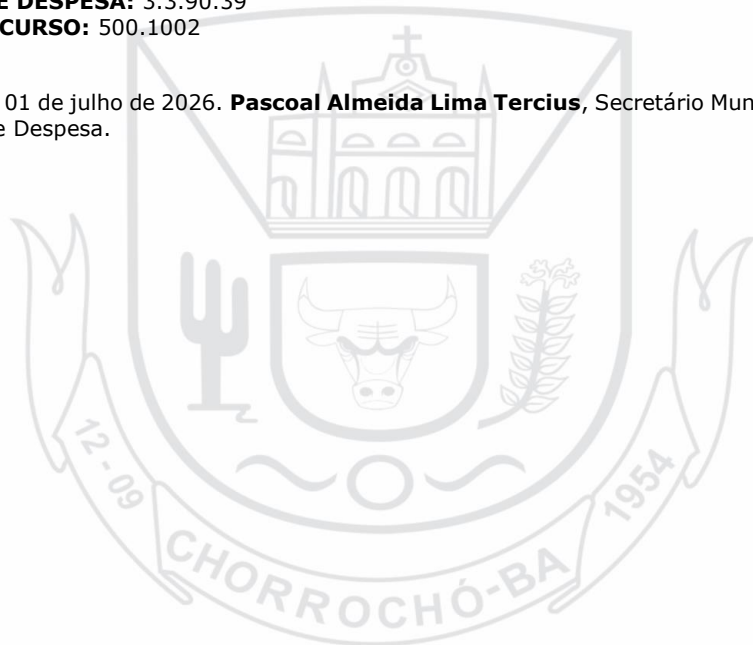 E DESPESA: 3.3.90.39
CURSO: 500.1002
01 de julho de 2026. Pascoal Almeida Lima Tercius, Secretário Mun
e Despesa.
12-09
1954
CHORROCHÓ-BA